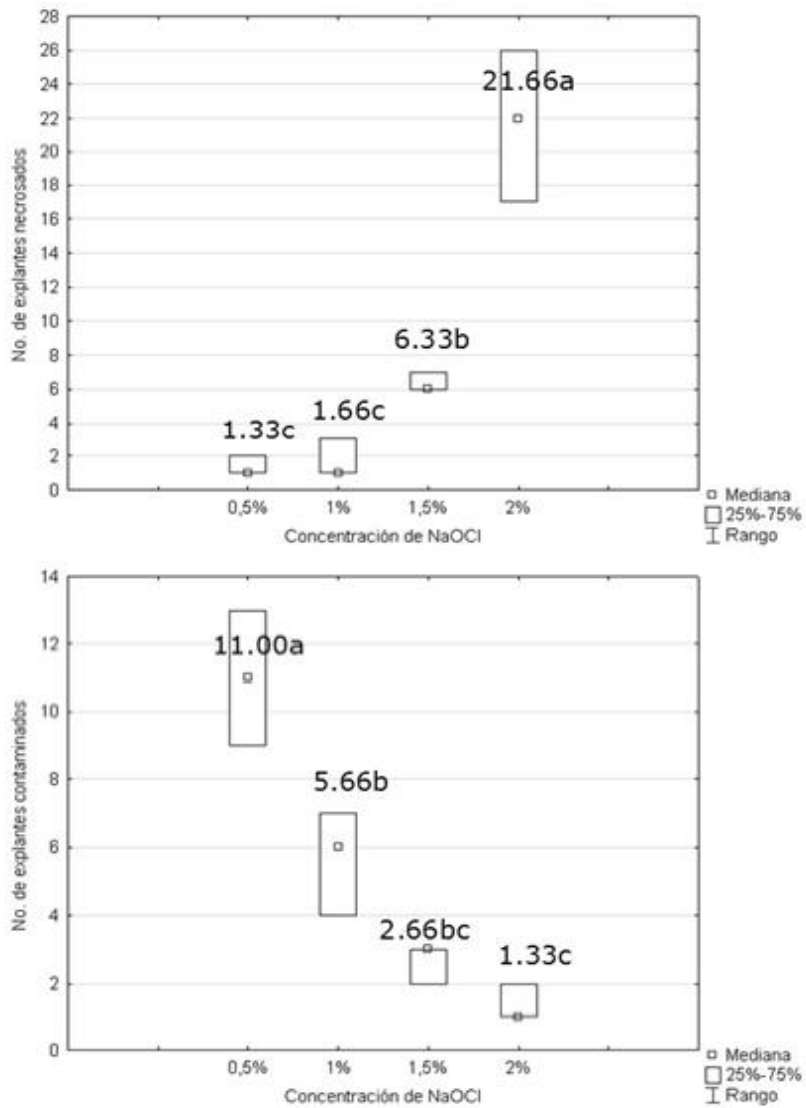 No. de explantes necrosados
28
26
24
22
20
18
16
14
12
10
8
6
4
2
0
21.66a
6.33b
1.66c
1.33c
0,5% 1% 1,5% 2%
Concentración de NaOCl
Mediana
25%-75%
Rango
No. de explantes contaminados
14
12
10
8
6
4
2
0
11.00a
5.66b
2.66bc
1.33c
0,5% 1% 1,5% 2%
Concentración de NaOCl
Mediana
25%-75%
Rango